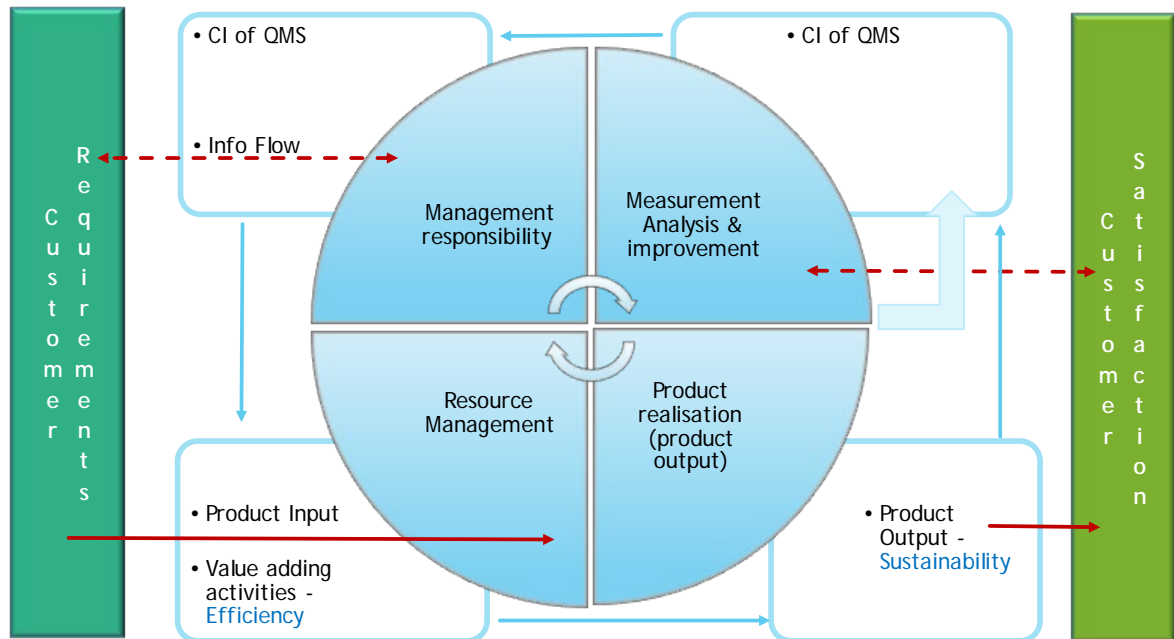 Customer
Requirements
• CI of QMS
• Info Flow
• CI of QMS
Management
responsibility
Measurement
Analysis &
improvement
Resource
Management
Product
realisation
(product
output)
• Product Input
• Value adding
activities -
Efficiency
• Product
Output -
Sustainability
Customer
Satisfaction